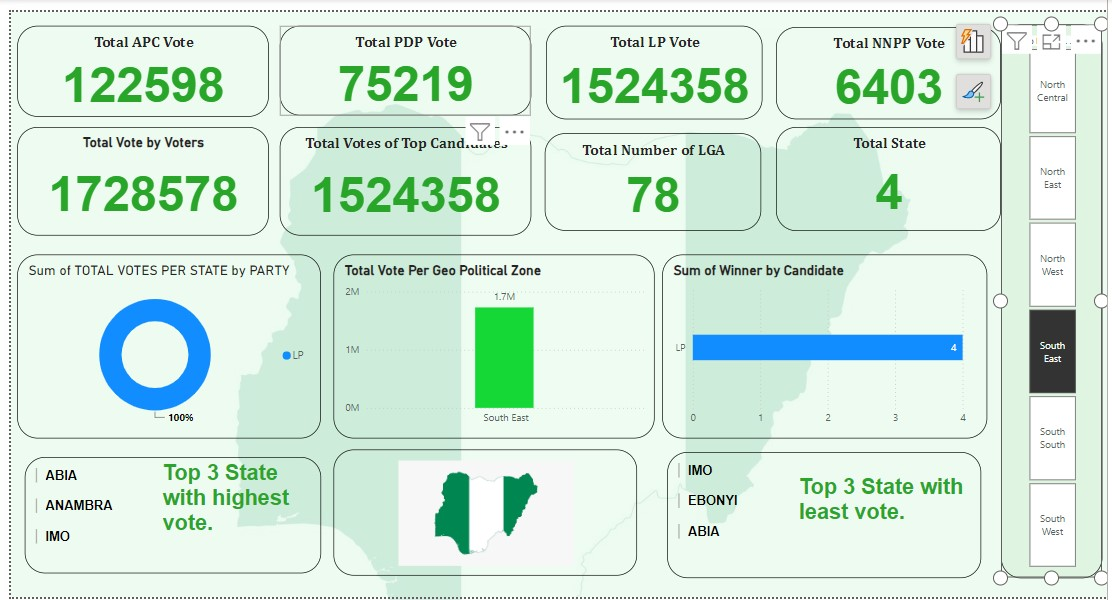 Total APC Vote
122598
Total PDP Vote
75219
Total LP Vote
1524358
Total NNPP Vote
6403
Total Vote by Voters
1728578
Total Votes of Top Candidates
1524358
Total Number of LGA
78
Total State
4
Sum of TOTAL VOTES PER STATE by PARTY
LP
100%
Total Vote Per Geo Political Zone
2M
1.7M
1M
0M
South East
Sum of Winner by Candidate
LP
4
0 1 2 3 4
ABIA
ANAMBRA
IMO
Top 3 State
with highest
vote.
IMO
EBONYI
ABIA
Top 3 State with
least vote.
North
Central
North
East
North
West
South
East
South
South
South
West